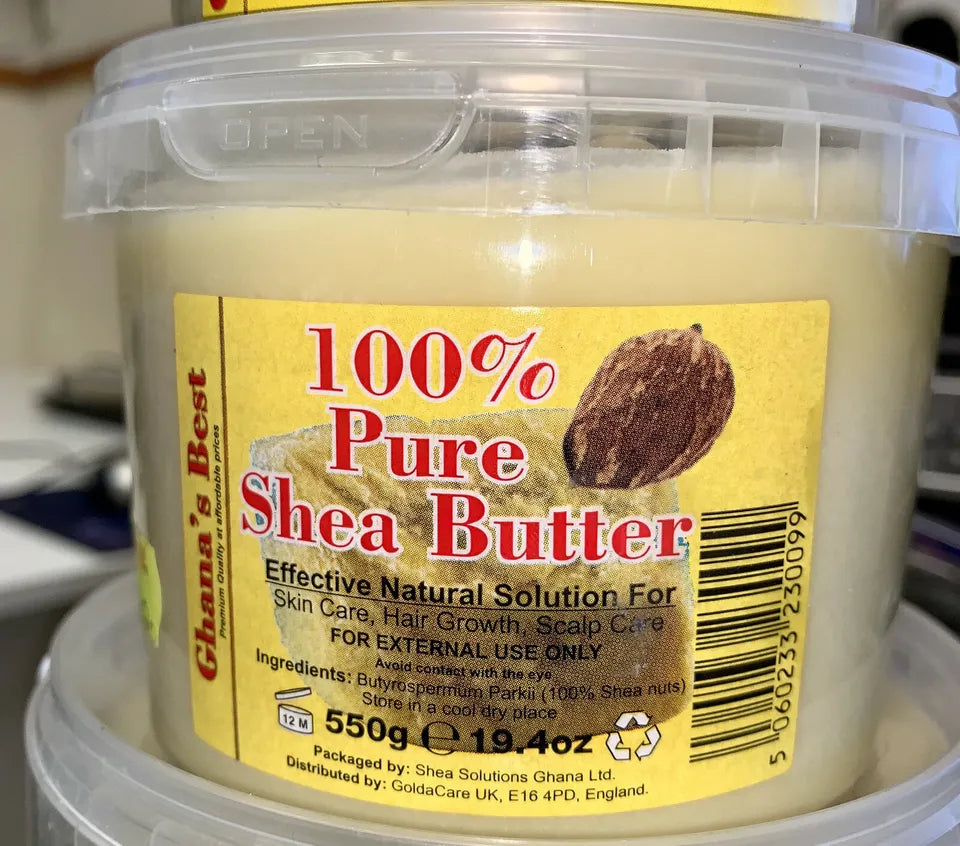 OPEN
Ghana's Best
Premium Quality at affordable prices
100%
Pure
Shea Butter
Effective Natural Solution For
Skin Care, Hair Growth, Scalp Care
FOR EXTERNAL USE ONLY
Avoid contact with the eye
Ingredients: Butyrospermum Parkii (100% Shea nuts)
Store in a cool dry place
12 M 550g ℮ 19.4oz
Packaged by: Shea Solutions Ghana Ltd.
Distributed by: GoldaCare UK, E16 4PD, England.
5 060233 230099